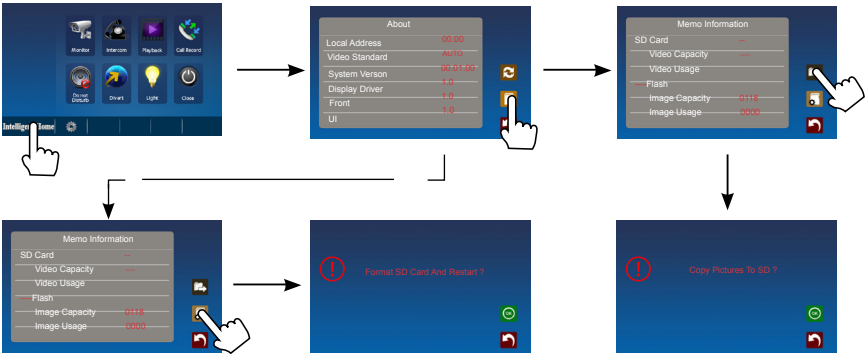 Monitor Intercom Playback Call Record
Do not
Disturb Divert Light Close
Home
About
Local Address 00.00
Video Standard AUTO
System Verson 00.01,00
Display Driver 1.0
Front 1.0
UI 1.0
Memo Information
SD Card --
Video Capacity ---
Video Usage
---Flash
Image Capacity 0118
Image Usage 0000
Memo Information
SD Card --
Video Capacity ---
Video Usage
---Flash
Image Capacity 0118
Image Usage 0000
Format SD Card And Restart ?
OK
Copy Pictures To SD ?
OK